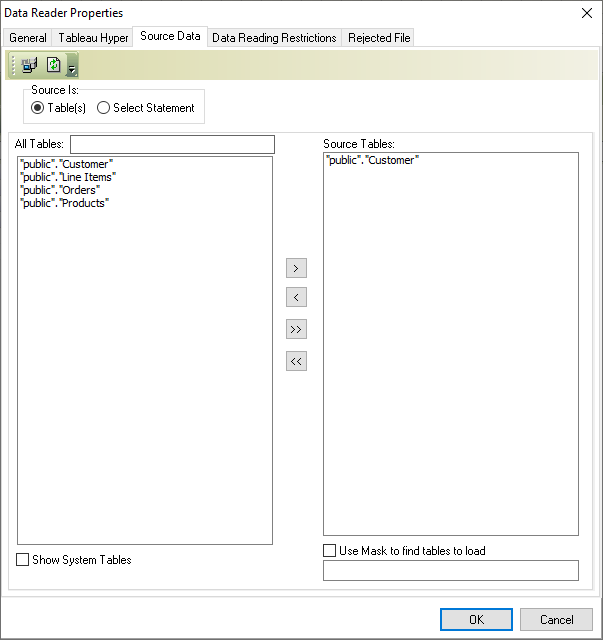 Data Reader Properties
General Tableau Hyper Source Data Data Reading Restrictions Rejected File
Source Is:
Table(s) Select Statement
All Tables:
"public"."Customer"
"public"."Line Items"
"public"."Orders"
"public"."Products"
Show System Tables
>
<
>>
<<
Source Tables:
"public"."Customer"
Use Mask to find tables to load
OK Cancel